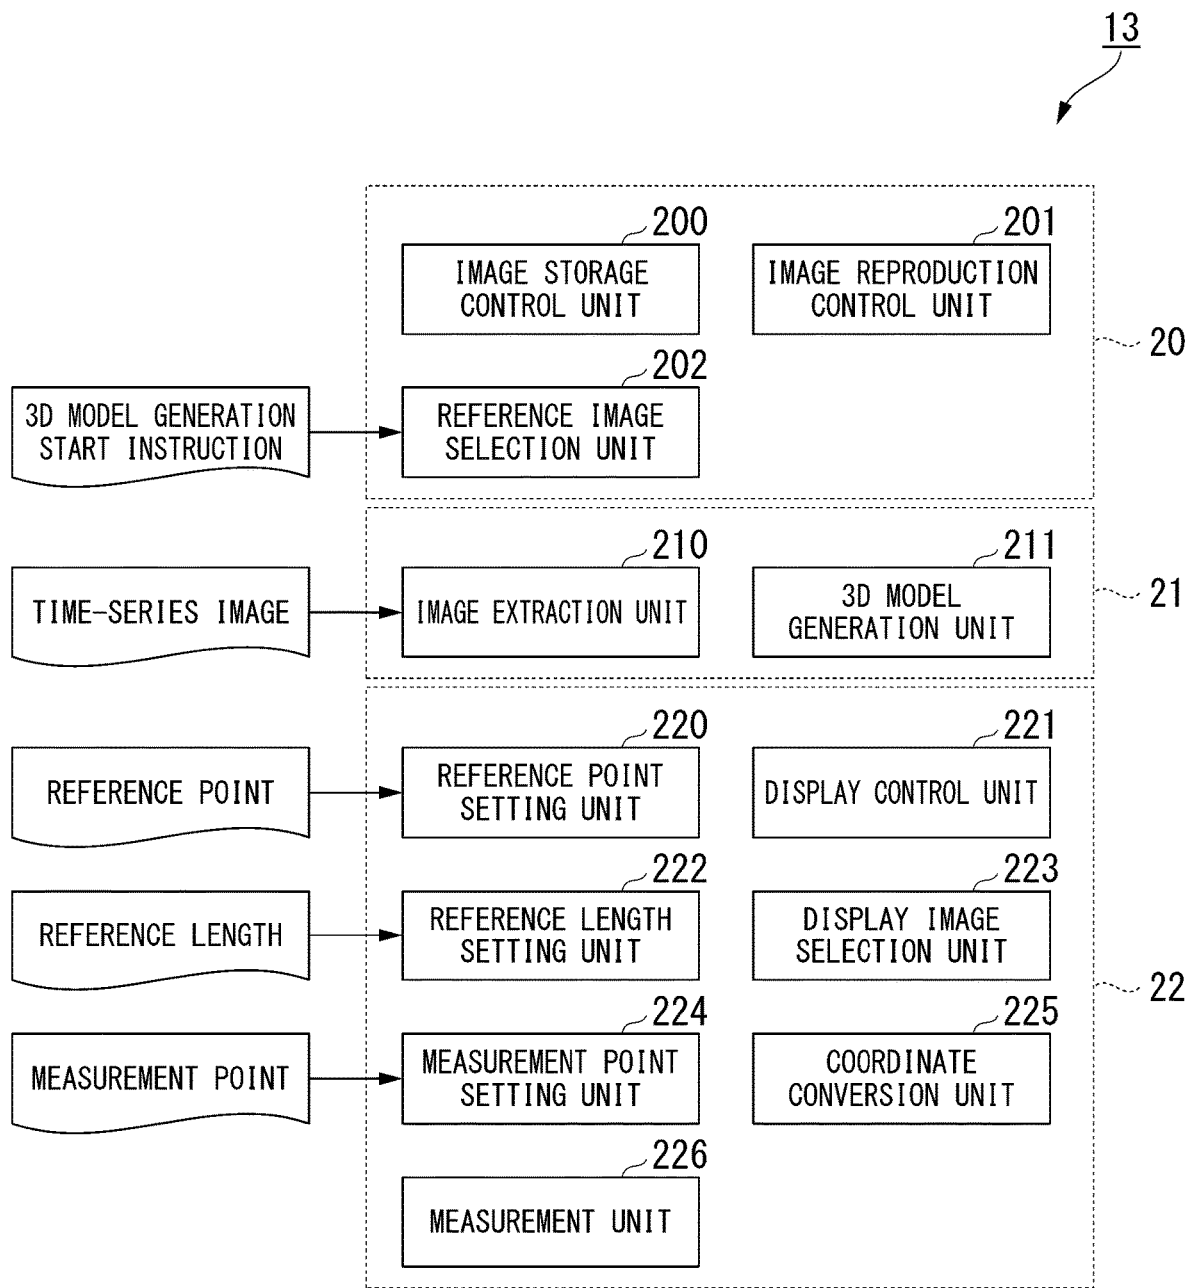 13
200
201
IMAGE STORAGE
CONTROL UNIT
IMAGE REPRODUCTION
CONTROL UNIT
20
202
3D MODEL GENERATION
START INSTRUCTION
REFERENCE IMAGE
SELECTION UNIT
210
211
TIME-SERIES IMAGE
IMAGE EXTRACTION UNIT
3D MODEL
GENERATION UNIT
21
220
221
REFERENCE POINT
REFERENCE POINT
SETTING UNIT
DISPLAY CONTROL UNIT
222
223
REFERENCE LENGTH
REFERENCE LENGTH
SETTING UNIT
DISPLAY IMAGE
SELECTION UNIT
22
224
225
MEASUREMENT POINT
MEASUREMENT POINT
SETTING UNIT
COORDINATE
CONVERSION UNIT
226
MEASUREMENT UNIT